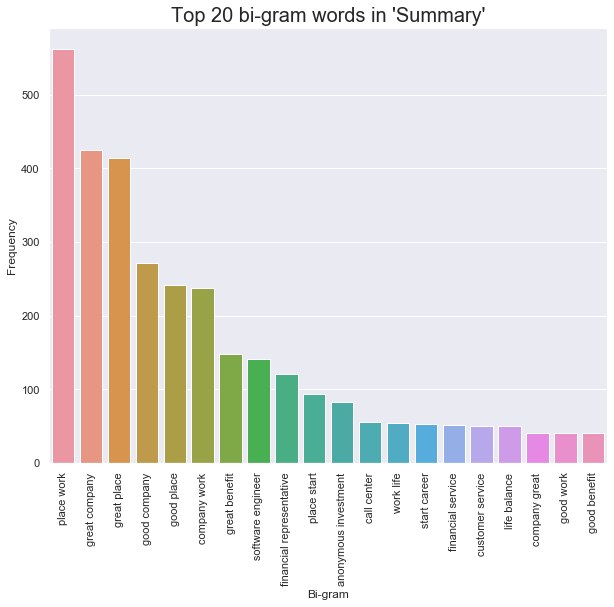 Top 20 bi-gram words in 'Summary'
Frequency
500
400
300
200
100
0
place work
great company
great place
good company
good place
company work
great benefit
software engineer
financial representative
place start
anonymous investment
call center
work life
start career
financial service
customer service
life balance
company great
good work
good benefit
Bi-gram